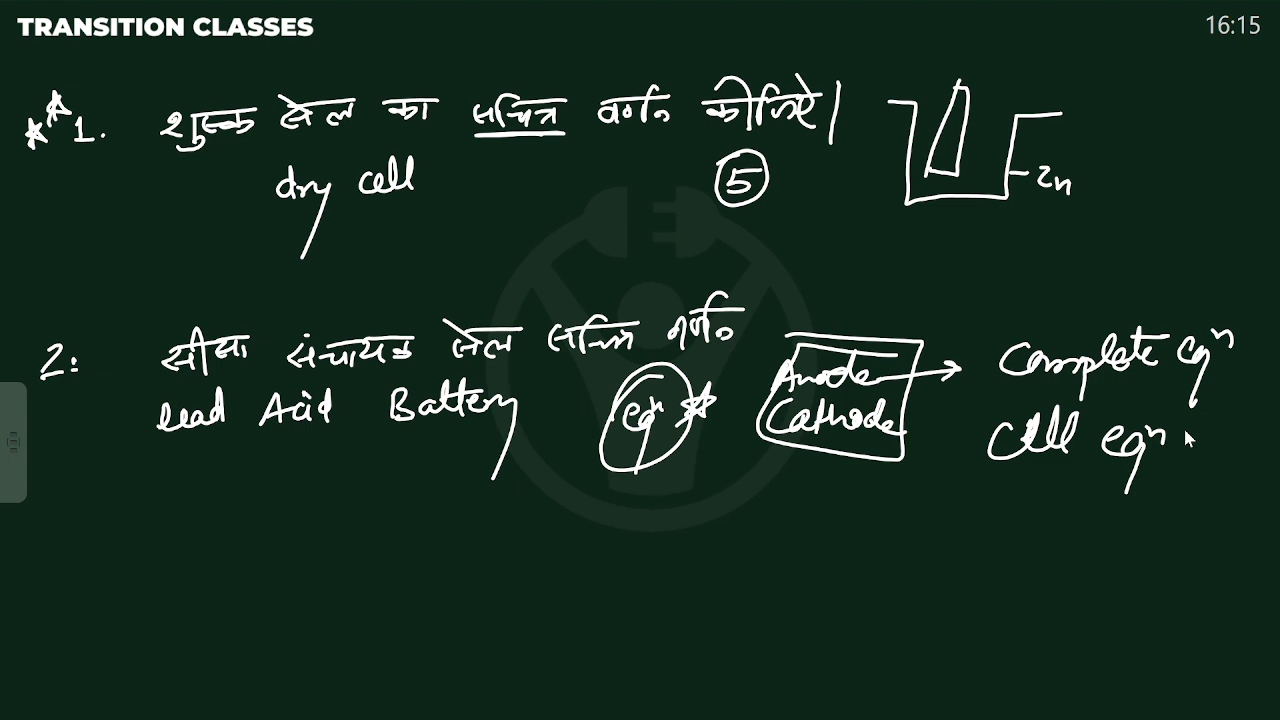 TRANSITION CLASSES
16:15
1. शुष्क सेल का सचित्र वर्णन कीजिए।
dry cell
5
Zn
2: सीसा संचायक सेल सचित्र वर्णन
lead Acid Battery
eqⁿ
Anode
Cathode
Complete eqⁿ
Cell eqⁿ